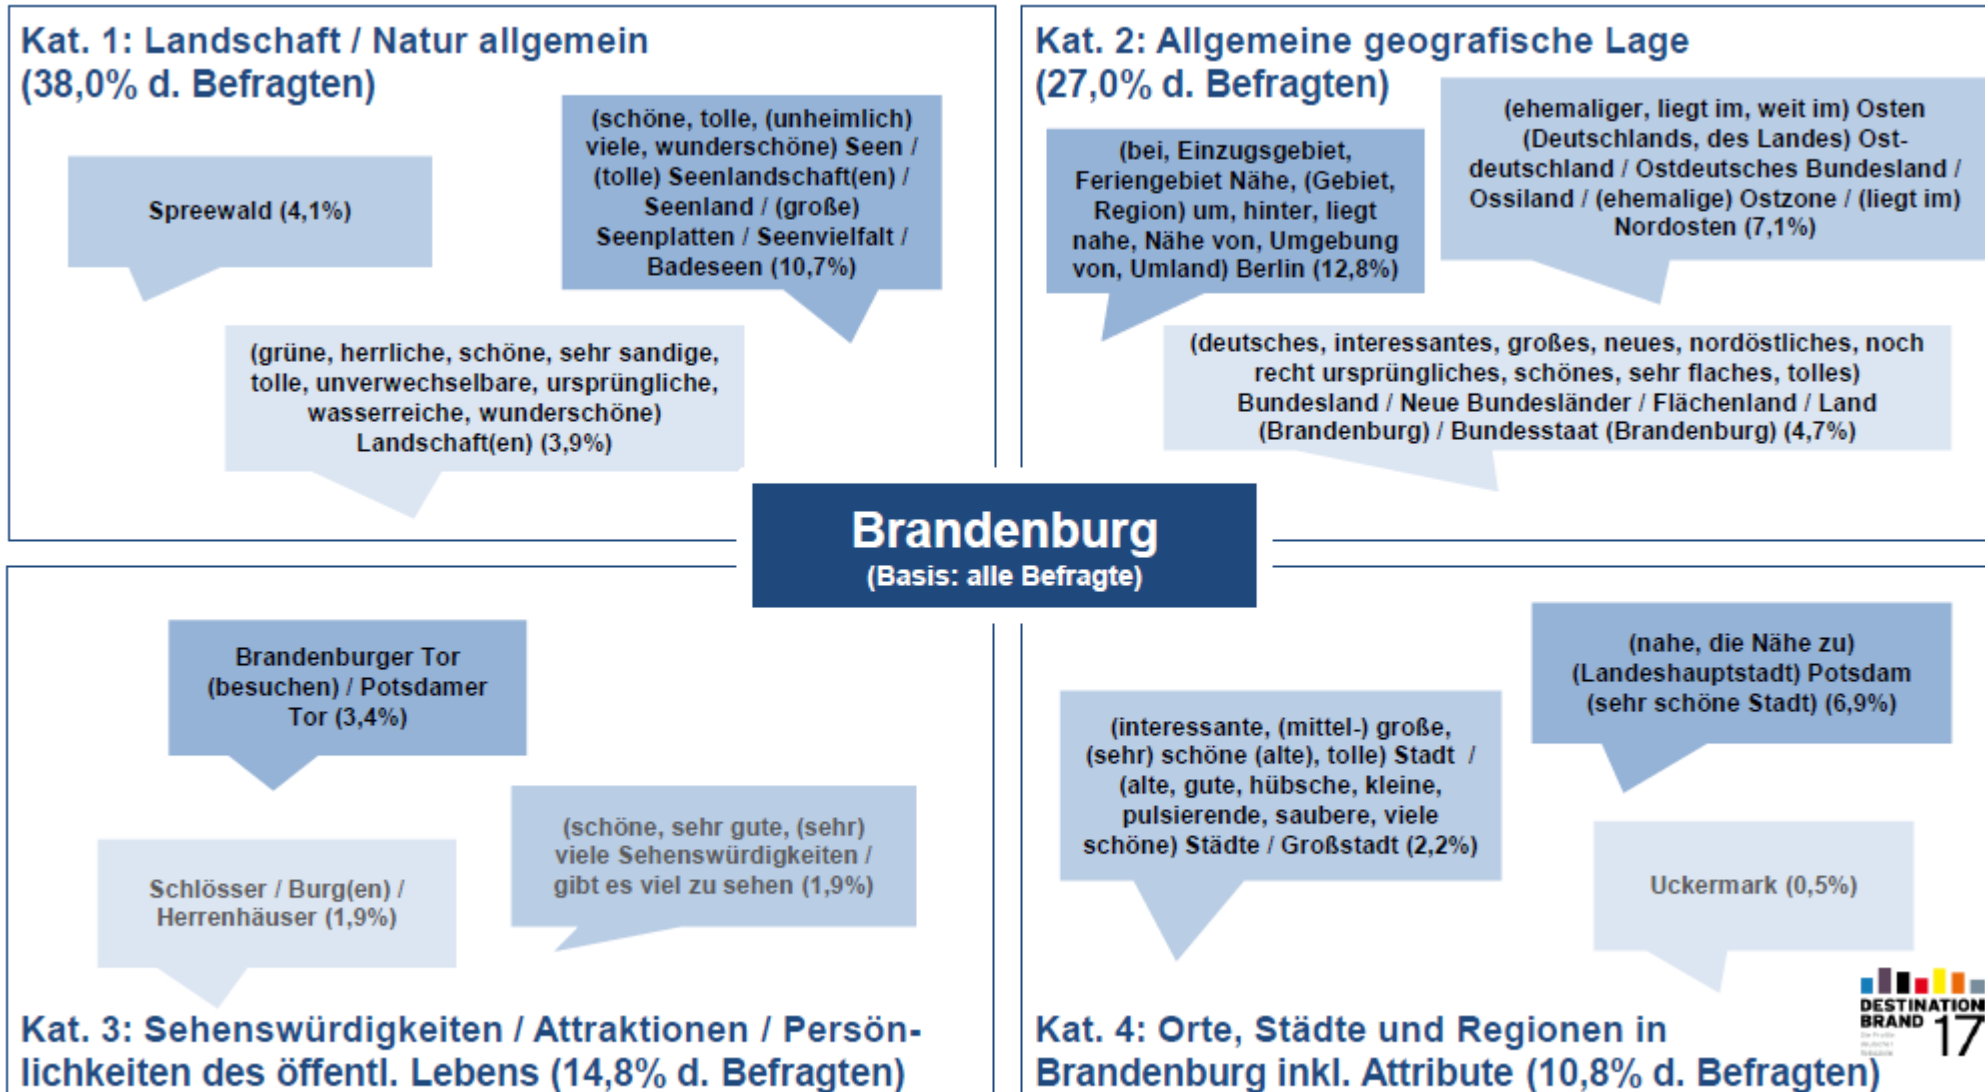 Kat. 1: Landschaft / Natur allgemein
(38,0% d. Befragten)
Spreewald (4,1%)
(schöne, tolle, (unheimlich)
viele, wunderschöne) Seen /
(tolle) Seenlandschaft(en) /
Seenland / (große)
Seenplatten / Seenvielfalt /
Badeseen (10,7%)
(grüne, herrliche, schöne, sehr sandige,
tolle, unverwechselbare, ursprüngliche,
wasserreiche, wunderschöne)
Landschaft(en) (3,9%)
Kat. 2: Allgemeine geografische Lage
(27,0% d. Befragten)
(bei, Einzugsgebiet,
Feriengebiet Nähe, (Gebiet,
Region) um, hinter, liegt
nahe, Nähe von, Umgebung
von, Umland) Berlin (12,8%)
(ehemaliger, liegt im, weit im) Osten
(Deutschlands, des Landes) Ost-
deutschland / Ostdeutsches Bundesland /
Ossiland / (ehemalige) Ostzone / (liegt im)
Nordosten (7,1%)
(deutsches, interessantes, großes, neues, nordöstliches, noch
recht ursprüngliches, schönes, sehr flaches, tolles)
Bundesland / Neue Bundesländer / Flächenland / Land
(Brandenburg) / Bundesstaat (Brandenburg) (4,7%)
Brandenburg
(Basis: alle Befragte)
Brandenburger Tor
(besuchen) / Potsdamer
Tor (3,4%)
(schöne, sehr gute, (sehr)
viele Sehenswürdigkeiten /
gibt es viel zu sehen (1,9%)
Schlösser / Burg(en) /
Herrenhäuser (1,9%)
Kat. 3: Sehenswürdigkeiten / Attraktionen / Persön-
lichkeiten des öffentl. Lebens (14,8% d. Befragten)
(nahe, die Nähe zu)
(Landeshauptstadt) Potsdam
(sehr schöne Stadt) (6,9%)
(interessante, (mittel-) große,
(sehr) schöne (alte), tolle) Stadt /
(alte, gute, hübsche, kleine,
pulsierende, saubere, viele
schöne) Städte / Großstadt (2,2%)
Uckermark (0,5%)
Kat. 4: Orte, Städte und Regionen in
Brandenburg inkl. Attribute (10,8% d. Befragten)
DESTINATION
BRAND 17